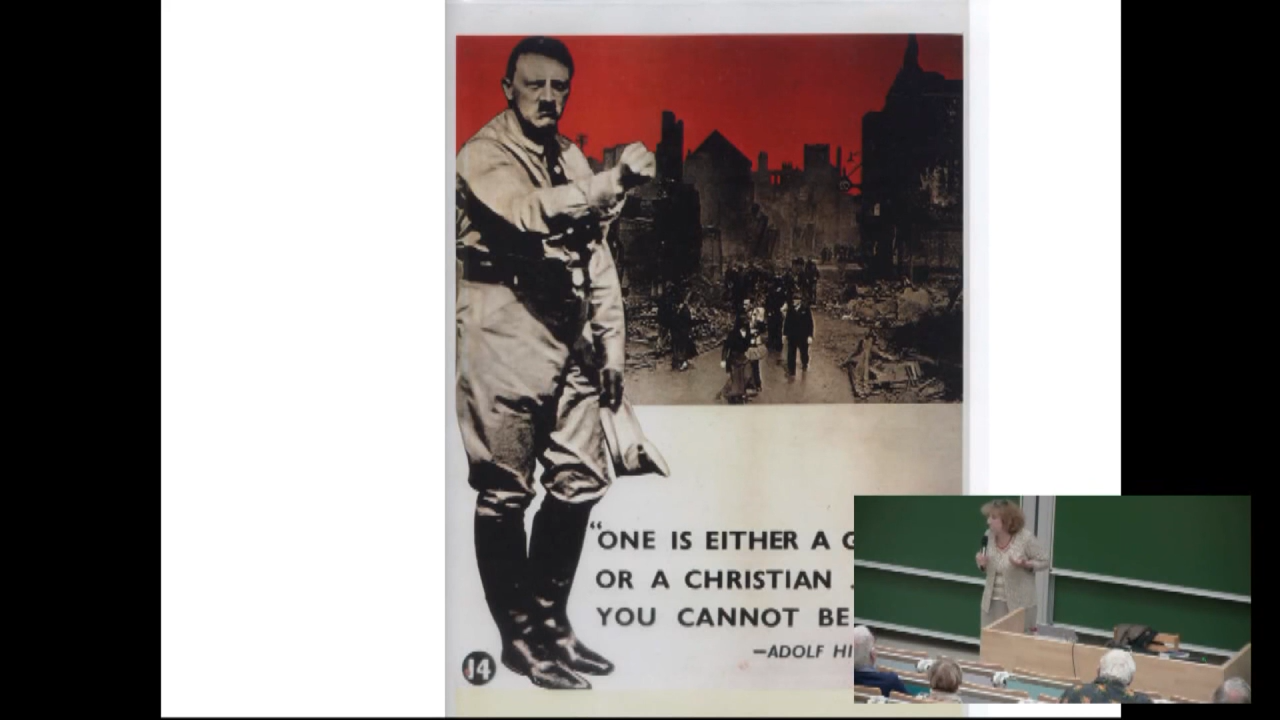 "ONE IS EITHER A
OR A CHRISTIAN
YOU CANNOT BE
—ADOLF
14